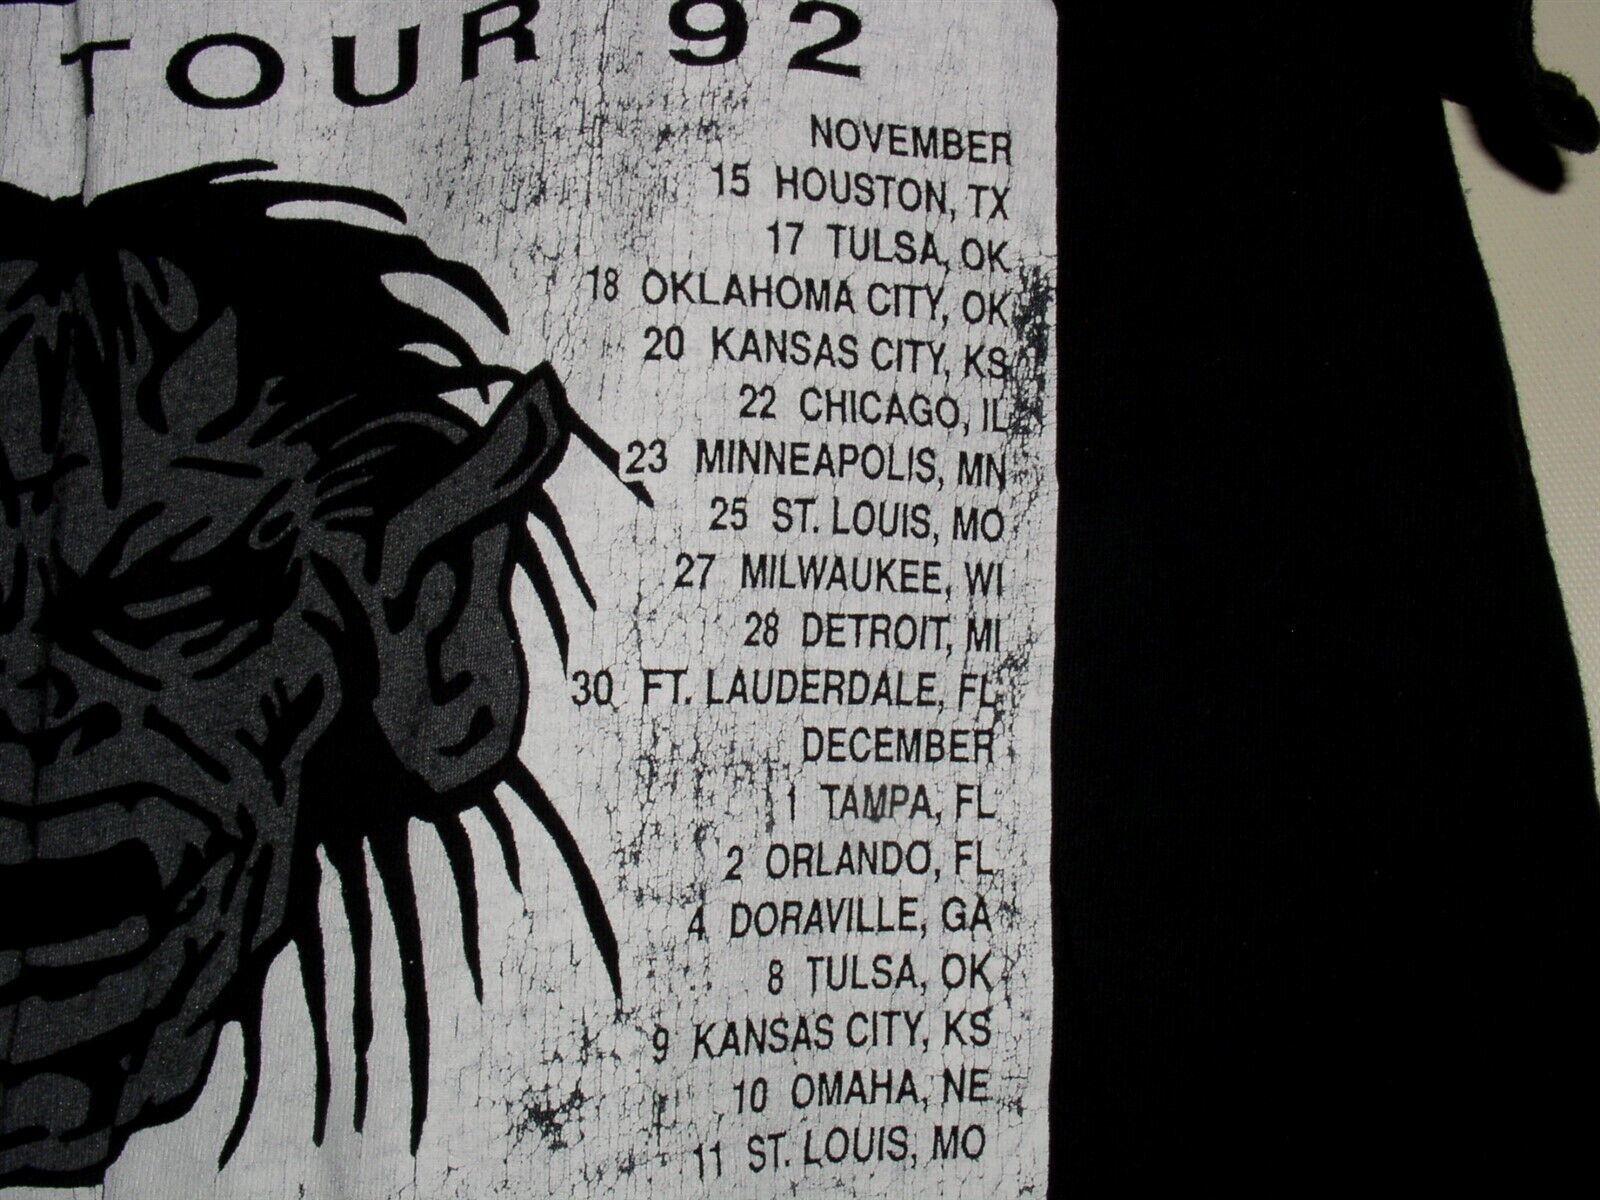 TOUR 92
NOVEMBER
15 HOUSTON, TX
17 TULSA, OK
18 OKLAHOMA CITY, OK
20 KANSAS CITY, KS
22 CHICAGO, IL
23 MINNEAPOLIS, MN
25 ST. LOUIS, MO
27 MILWAUKEE, WI
28 DETROIT, MI
30 FT. LAUDERDALE, FL
DECEMBER
1 TAMPA, FL
2 ORLANDO, FL
4 DORAVILLE, GA
8 TULSA, OK
9 KANSAS CITY, KS
10 OMAHA, NE
11 ST. LOUIS, MO